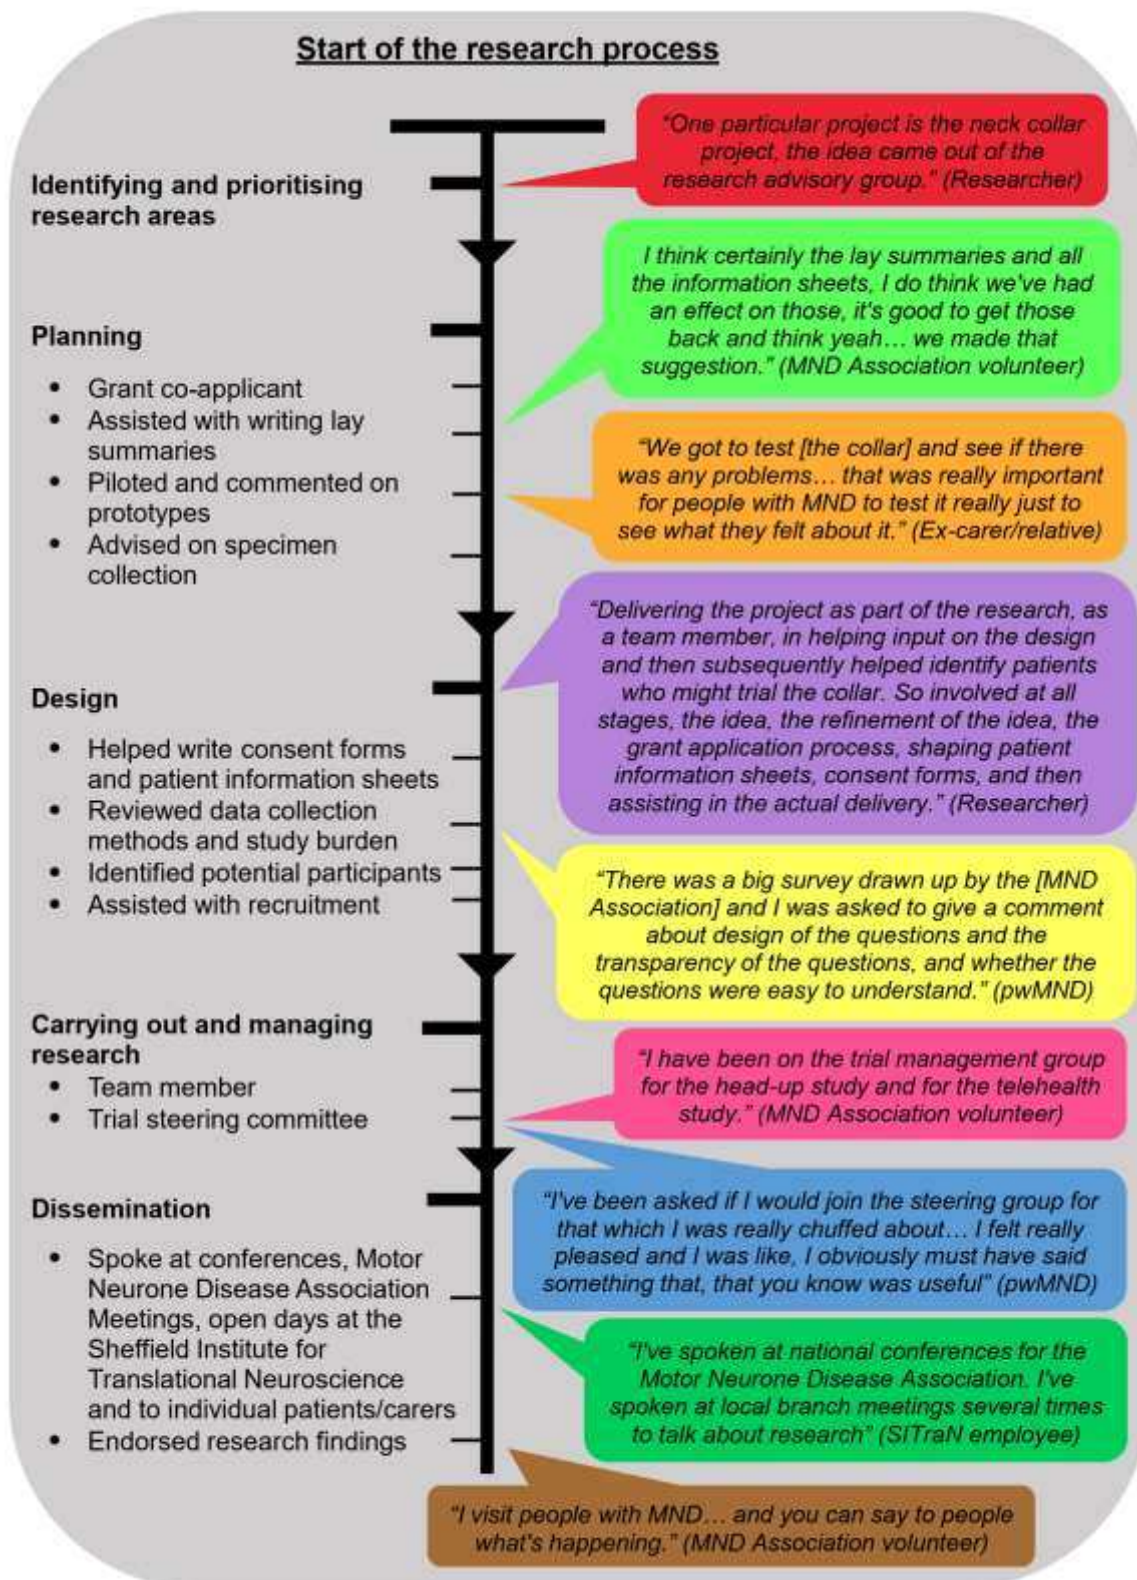 Start of the research process
“One particular project is the neck collar
project, the idea came out of the
research advisory group.” (Researcher)
Identifying and prioritising
research areas
I think certainly the lay summaries and all
the information sheets, I do think we've had
an effect on those, it's good to get those
back and think yeah… we made that
suggestion.” (MND Association volunteer)
Planning
• Grant co-applicant
• Assisted with writing lay
summaries
• Piloted and commented on
prototypes
• Advised on specimen
collection
“We got to test [the collar] and see if there
was any problems… that was really important
for people with MND to test it really just to
see what they felt about it.” (Ex-carer/relative)
“Delivering the project as part of the research, as
a team member, in helping input on the design
and then subsequently helped identify patients
who might trial the collar. So involved at all
stages, the idea, the refinement of the idea, the
grant application process, shaping patient
information sheets, consent forms, and then
assisting in the actual delivery.” (Researcher)
Design
• Helped write consent forms
and patient information sheets
• Reviewed data collection
methods and study burden
• Identified potential participants
• Assisted with recruitment
“There was a big survey drawn up by the [MND
Association] and I was asked to give a comment
about design of the questions and the
transparency of the questions, and whether the
questions were easy to understand.” (pwMND)
Carrying out and managing
research
• Team member
• Trial steering committee
“I have been on the trial management group
for the head-up study and for the telehealth
study.” (MND Association volunteer)
“I've been asked if I would join the steering group for
that which I was really chuffed about… I felt really
pleased and I was like, I obviously must have said
something that, that you know was useful” (pwMND)
Dissemination
• Spoke at conferences, Motor
Neurone Disease Association
Meetings, open days at the
Sheffield Institute for
Translational Neuroscience
and to individual patients/carers
• Endorsed research findings
“I've spoken at national conferences for the
Motor Neurone Disease Association. I've
spoken at local branch meetings several times
to talk about research” (SITraN employee)
“I visit people with MND… and you can say to people
what's happening.” (MND Association volunteer)